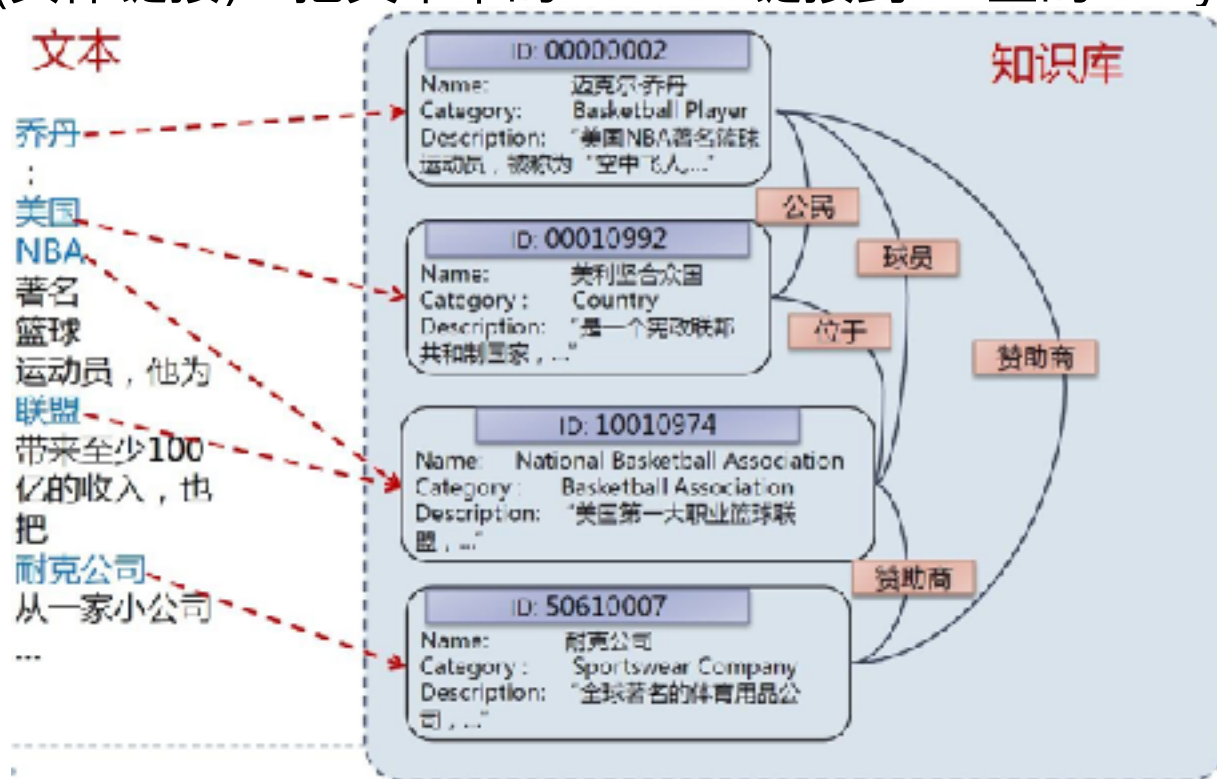 文本
知识库
乔丹
:
美国
NBA
著名
篮球
运动员，他为
联盟
带来至少100
亿的收入，也
把
耐克公司
从一家小公司
...
ID: 00000002
Name: 迈克尔·乔丹
Category: Basketball Player
Description: "美国NBA著名篮球
运动员，被称为"空中飞人..."
ID: 00010992
Name: 美利坚合众国
Category : Country
Description: "是一个宪政联邦
共和制国家，..."
ID: 10010974
Name: National Basketball Association
Category : Basketball Association
Description: "美国第一大职业篮球联
盟，..."
ID: 50610007
Name: 耐克公司
Category : Sportswear Company
Description: "全球著名的体育用品公
司，..."
公民
球员
位于
赞助商
赞助商